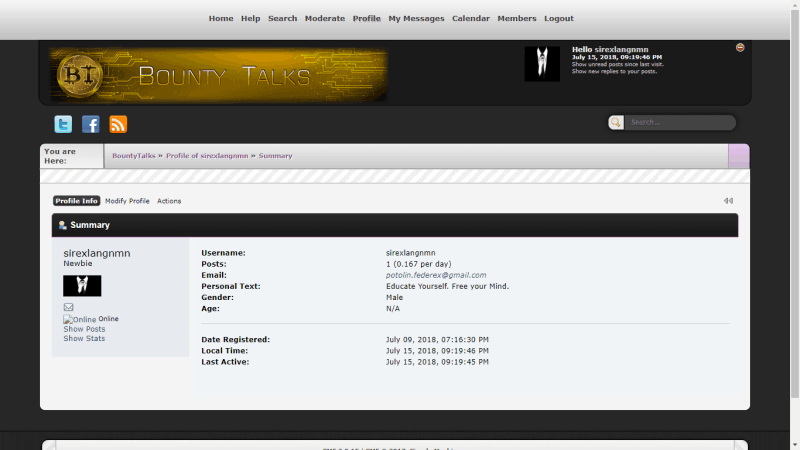 Home Help Search Moderate Profile My Messages Calendar Members Logout
BT BOUNTY TALKS
Hello sirexlangnmn
July 15, 2018, 09:19:46 PM
Show unread posts since last visit.
Show new replies to your posts.
Search...
You are Here:
BountyTalks » Profile of sirexlangnmn » Summary
Profile Info Modify Profile Actions
Summary
sirexlangnmn
Newbie
Online Online
Show Posts
Show Stats
Username: sirexlangnmn
Posts: 1 (0.167 per day)
Email: potolin.federex@gmail.com
Personal Text: Educate Yourself. Free your Mind.
Gender: Male
Age: N/A
Date Registered: July 09, 2018, 07:16:30 PM
Local Time: July 15, 2018, 09:19:46 PM
Last Active: July 15, 2018, 09:19:45 PM